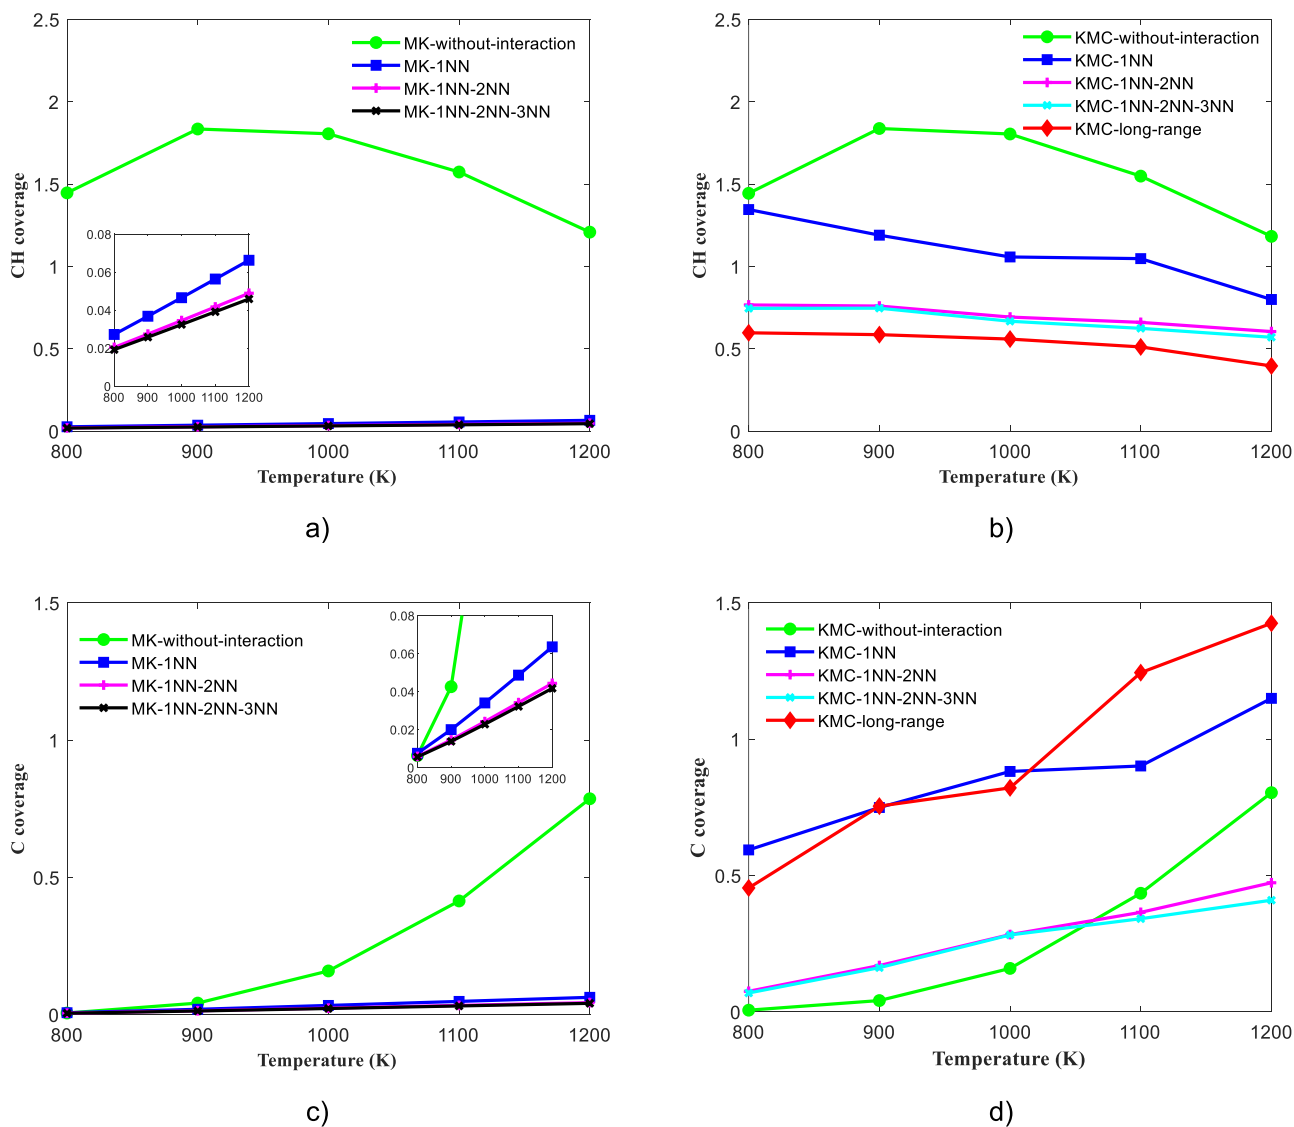 2.5
2
1.5
1
0.5
0
CH coverage
MK-without-interaction
MK-1NN
MK-1NN-2NN
MK-1NN-2NN-3NN
0.08
0.06
0.04
0.02
0
800 900 1000 1100 1200
800 900 1000 1100 1200
Temperature (K)
a)
2.5
2
1.5
1
0.5
0
CH coverage
KMC-without-interaction
KMC-1NN
KMC-1NN-2NN
KMC-1NN-2NN-3NN
KMC-long-range
800 900 1000 1100 1200
Temperature (K)
b)
1.5
1
0.5
0
C coverage
MK-without-interaction
MK-1NN
MK-1NN-2NN
MK-1NN-2NN-3NN
0.08
0.06
0.04
0.02
0
800 900 1000 1100 1200
800 900 1000 1100 1200
Temperature (K)
c)
1.5
1
0.5
0
C coverage
KMC-without-interaction
KMC-1NN
KMC-1NN-2NN
KMC-1NN-2NN-3NN
KMC-long-range
800 900 1000 1100 1200
Temperature (K)
d)